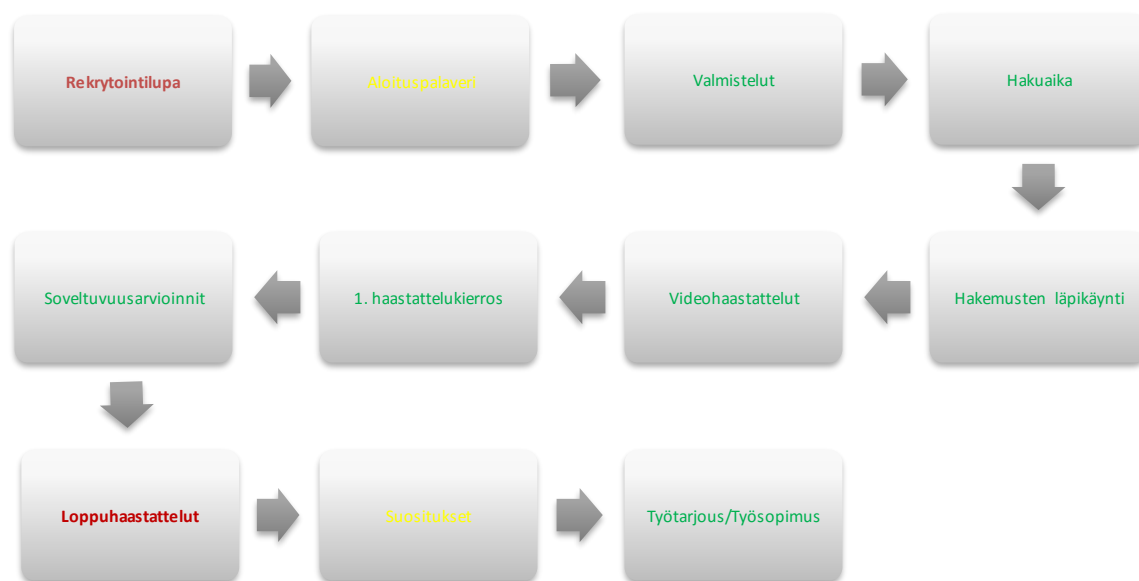 Rekrytointilupa
Aloituspalaveri
Valmistelut
Hakuaika
Hakemusten läpikäynti
Videohaastattelut
1. haastattelukierros
Soveltuvuusarvioinnit
Loppuhaastattelut
Suositukset
Työtarjous/Työsopimus